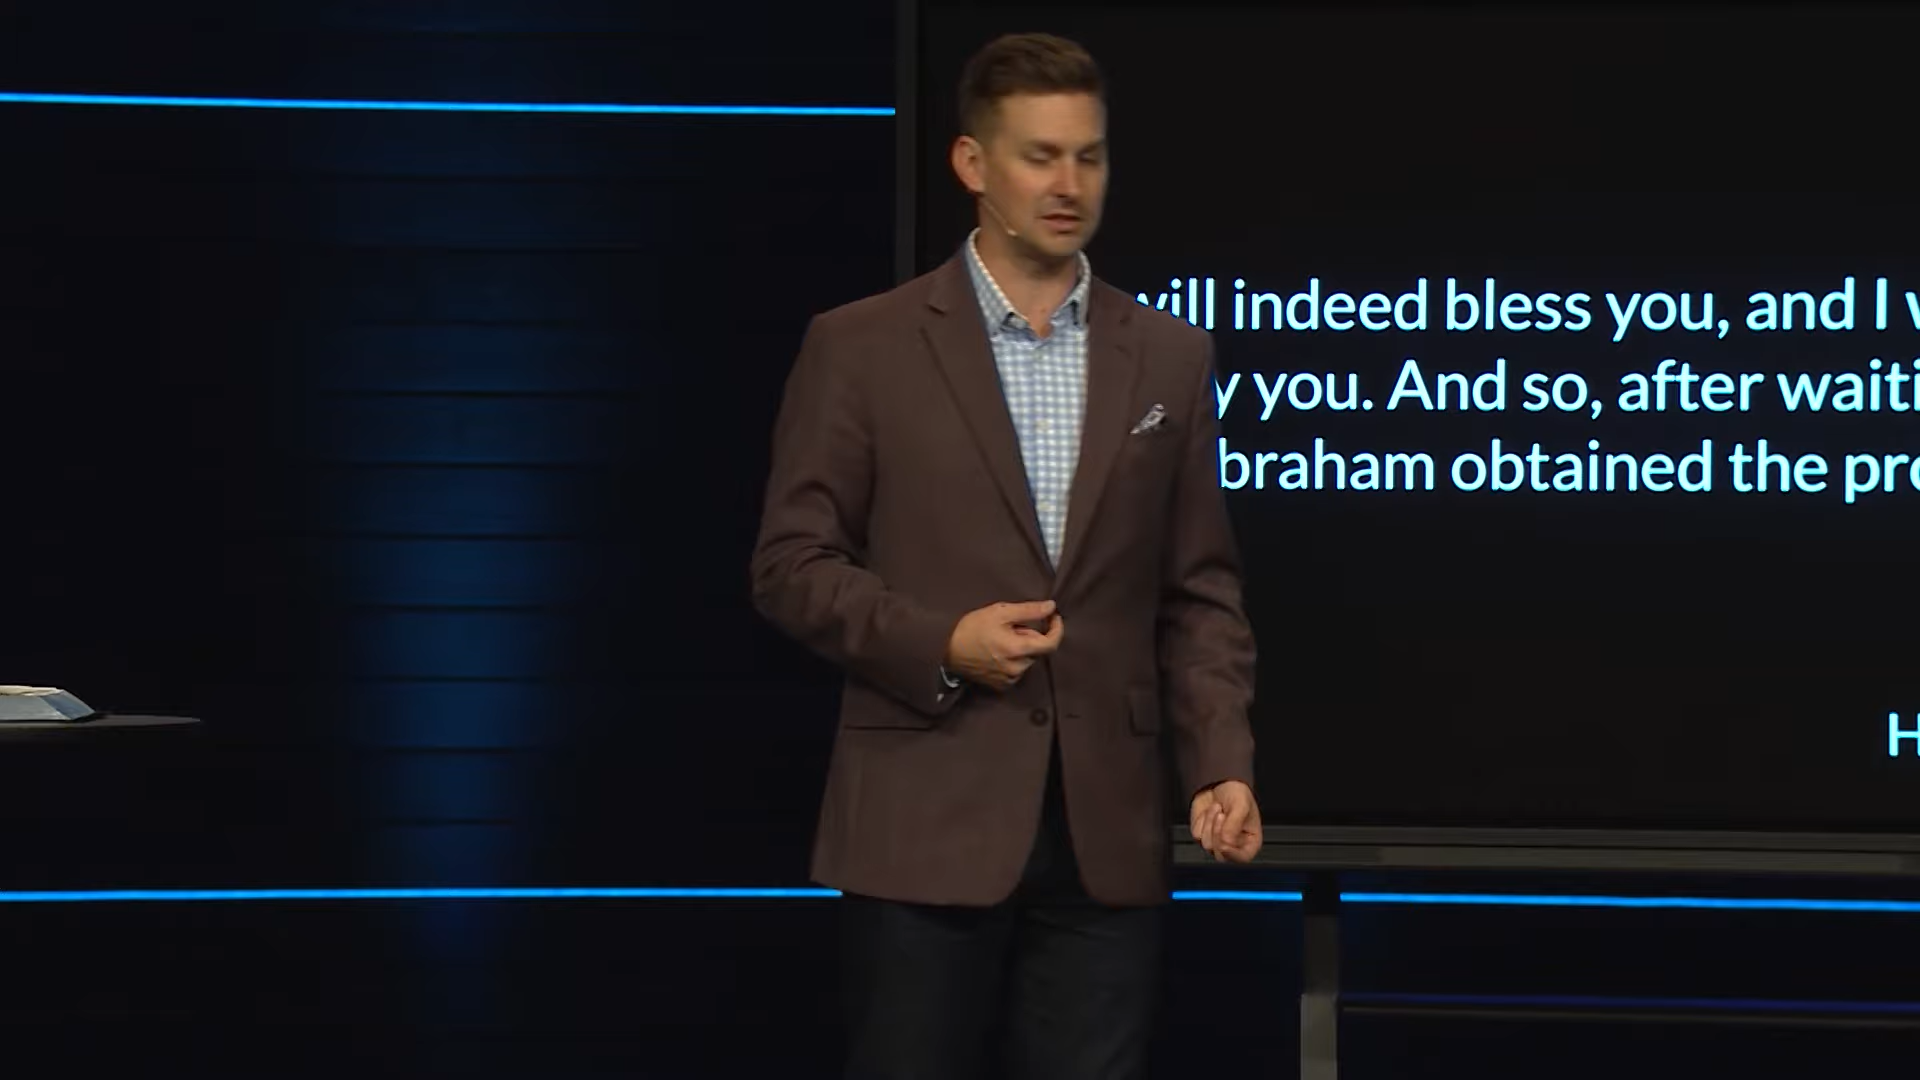 will indeed bless you, and I
y you. And so, after waiti
braham obtained the pro
H